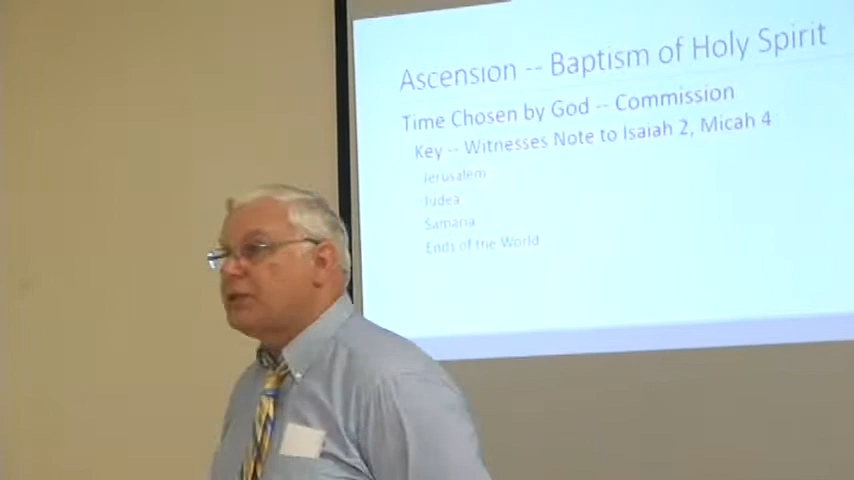 Ascension -- Baptism of Holy Spirit
Time Chosen by God -- Commission
Key -- Witnesses Note to Isaiah 2, Micah 4
Jerusalem
Judea
Samaria
Ends of the World